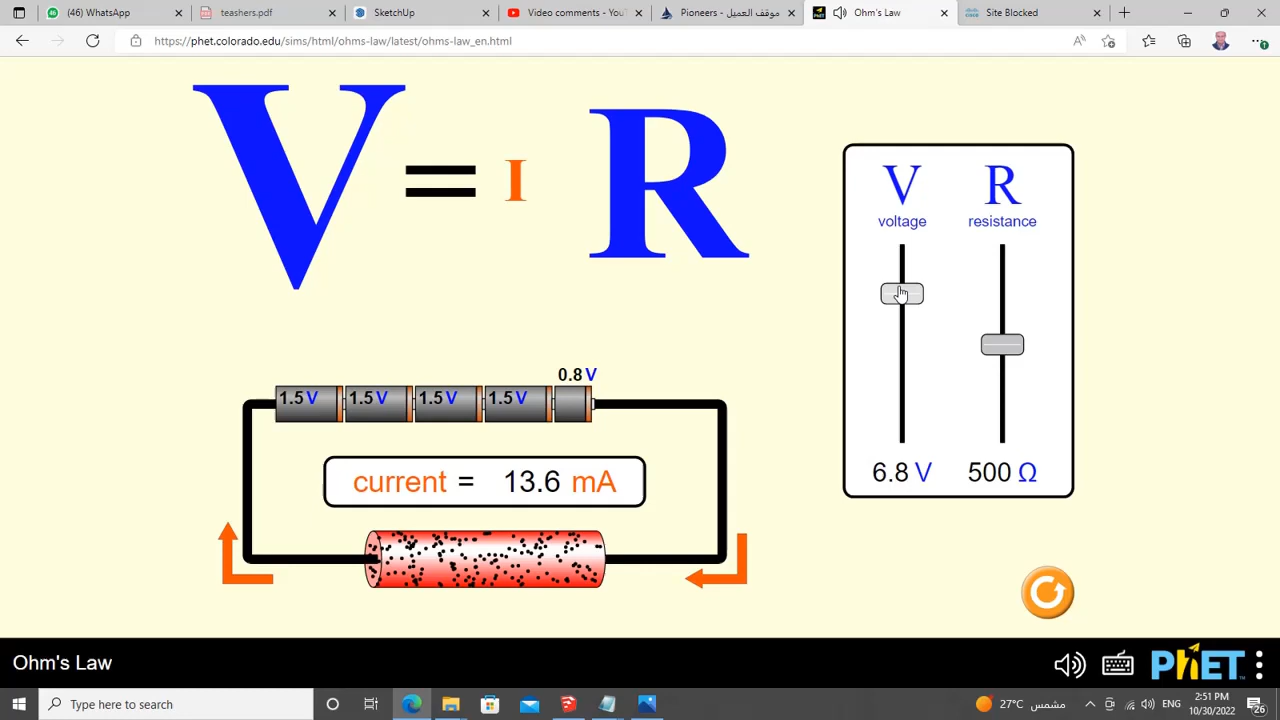 (46) WhatsApp
teashers.pdf
SketchUp
Video comments - You
Pioneers - موقف العميل
Ohm's Law
Site Blocked
https://phet.colorado.edu/sims/html/ohms-law/latest/ohms-law_en.html
V = I R
V R
voltage resistance
0.8 V
1.5 V 1.5 V 1.5 V 1.5 V
6.8 V 500 Ω
current = 13.6 mA
Ohm's Law
PhET
Type here to search
27°C مشمس
ENG
2:51 PM
10/30/2022
26